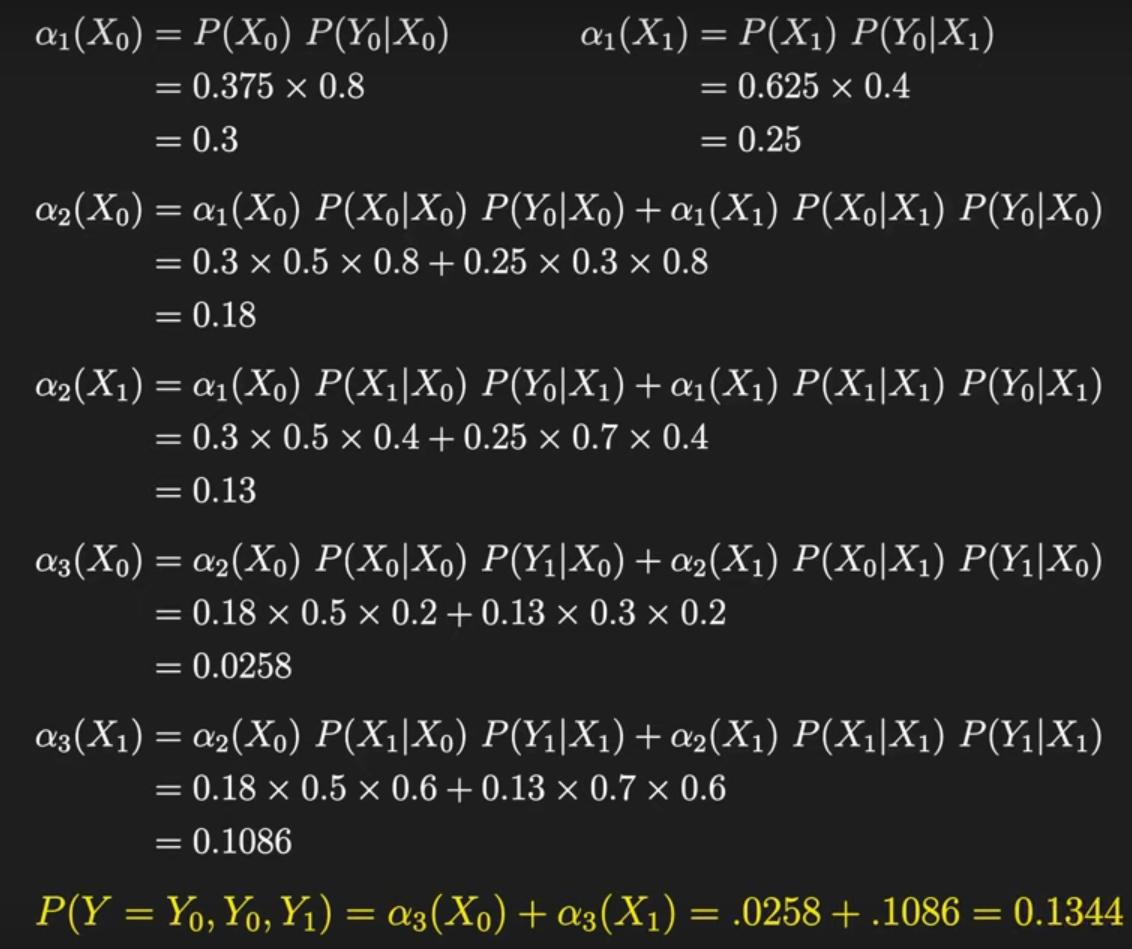 α₁(X₀) = P(X₀) P(Y₀|X₀) α₁(X₁) = P(X₁) P(Y₀|X₁)
= 0.375 × 0.8 = 0.625 × 0.4
= 0.3 = 0.25
α₂(X₀) = α₁(X₀) P(X₀|X₀) P(Y₀|X₀) + α₁(X₁) P(X₀|X₁) P(Y₀|X₀)
= 0.3 × 0.5 × 0.8 + 0.25 × 0.3 × 0.8
= 0.18
α₂(X₁) = α₁(X₀) P(X₁|X₀) P(Y₀|X₁) + α₁(X₁) P(X₁|X₁) P(Y₀|X₁)
= 0.3 × 0.5 × 0.4 + 0.25 × 0.7 × 0.4
= 0.13
α₃(X₀) = α₂(X₀) P(X₀|X₀) P(Y₁|X₀) + α₂(X₁) P(X₀|X₁) P(Y₁|X₀)
= 0.18 × 0.5 × 0.2 + 0.13 × 0.3 × 0.2
= 0.0258
α₃(X₁) = α₂(X₀) P(X₁|X₀) P(Y₁|X₁) + α₂(X₁) P(X₁|X₁) P(Y₁|X₁)
= 0.18 × 0.5 × 0.6 + 0.13 × 0.7 × 0.6
= 0.1086
P(Y = Y₀, Y₀, Y₁) = α₃(X₀) + α₃(X₁) = .0258 + .1086 = 0.1344